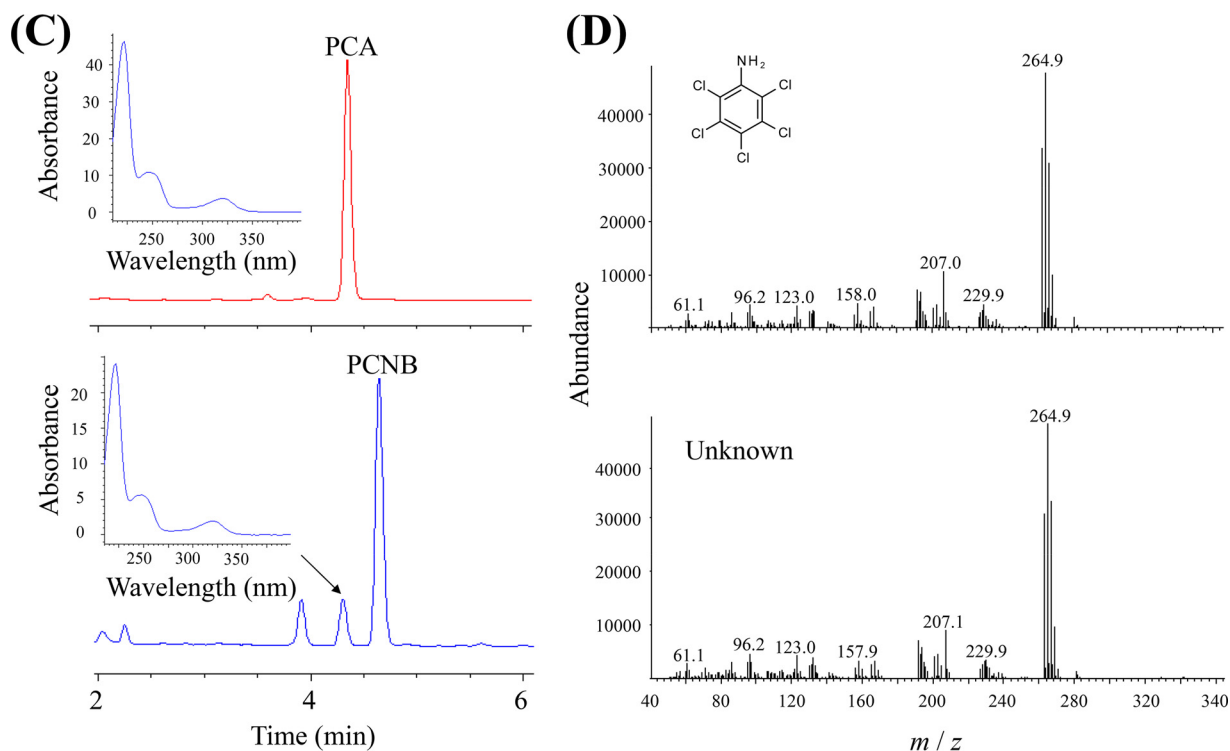 (C)
PCA
Absorbance
40
30
20
10
0
250 300 350
Wavelength (nm)
PCNB
Absorbance
20
15
10
5
0
250 300 350
Wavelength (nm)
2 4 6
Time (min)
(D)
NH2
Cl Cl
Cl Cl
Cl
264.9
40000
30000
20000
10000
207.0
61.1 96.2 123.0 158.0 229.9
Abundance
264.9
Unknown
40000
30000
20000
10000
207.1
61.1 96.2 123.0 157.9 229.9
40 80 120 160 200 240 280 340
m / z